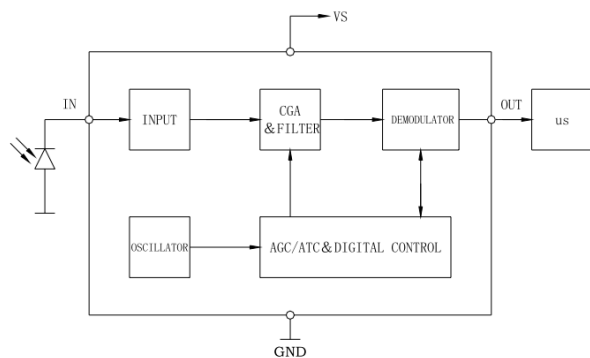 VS
IN
INPUT
CGA
&FILTER
DEMODULATOR
OUT
us
OSCILLATOR
AGC/ATC&DIGITAL CONTROL
GND